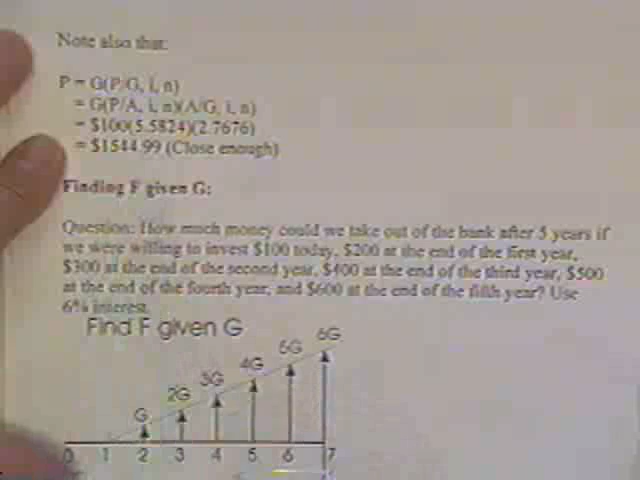 Note also that:
P = G(P/G, i, n)
= G(P/A, i, n)(A/G, i, n)
= $100(5.5824)(2.7676)
= $1544.99 (Close enough)
Finding F given G:
Question: How much money could we take out of the bank after 5 years if
we were willing to invest $100 today, $200 at the end of the first year,
$300 at the end of the second year, $400 at the end of the third year, $500
at the end of the fourth year, and $600 at the end of the fifth year? Use
6% interest.
Find F given G
G 2G 3G 4G 5G 6G
0 1 2 3 4 5 6 7